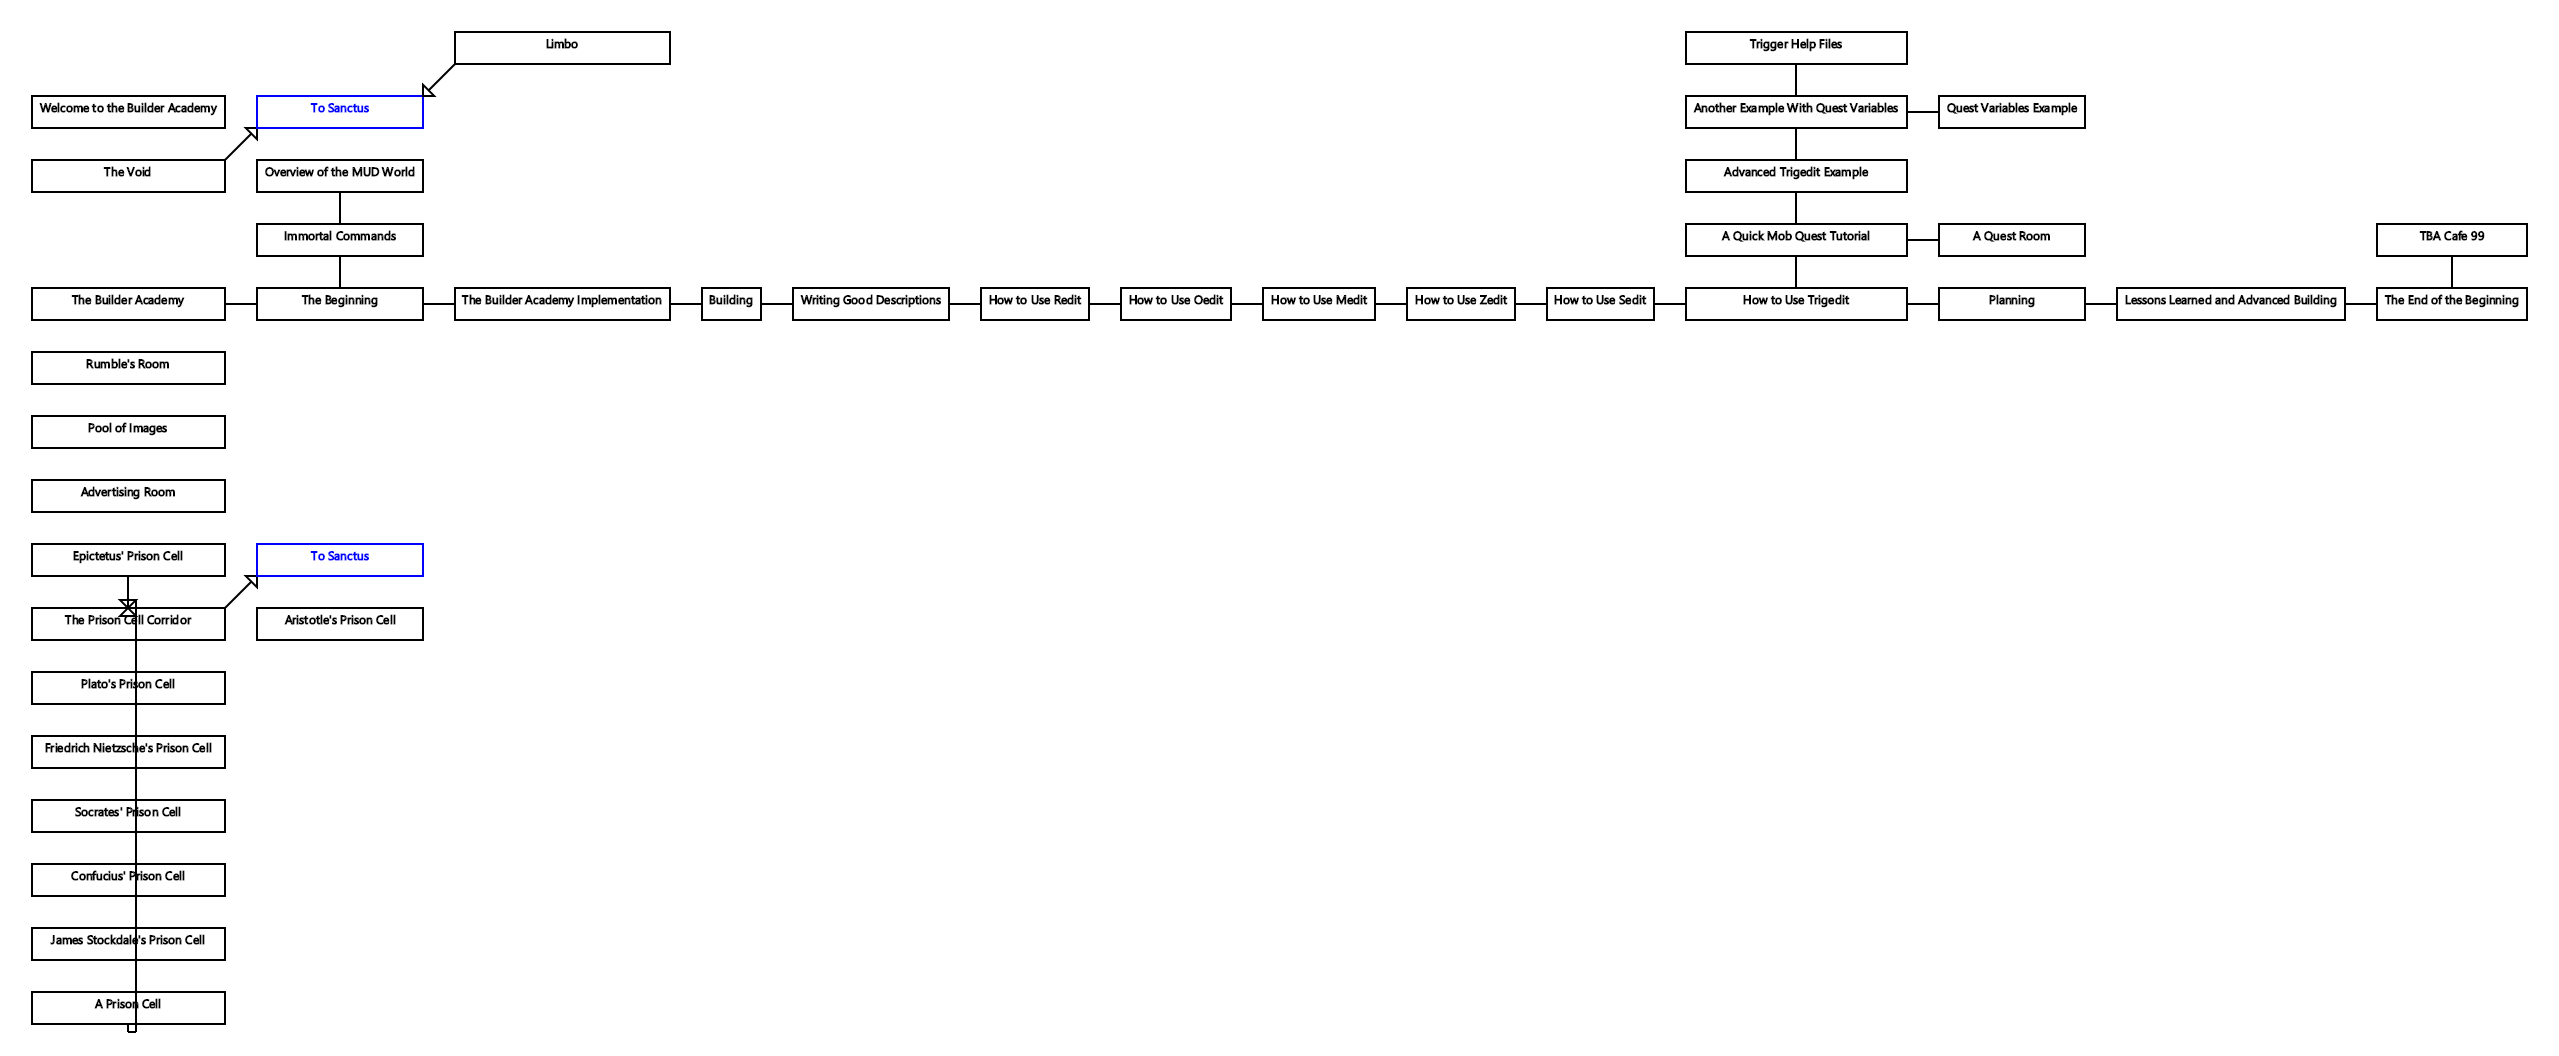 Limbo
Trigger Help Files
Welcome to the Builder Academy
To Sanctus
Another Example With Quest Variables
Quest Variables Example
The Void
Overview of the MUD World
Advanced Trigedit Example
Immortal Commands
A Quick Mob Quest Tutorial
A Quest Room
TBA Cafe 99
The Builder Academy
The Beginning
The Builder Academy Implementation
Building
Writing Good Descriptions
How to Use Redit
How to Use Oedit
How to Use Medit
How to Use Zedit
How to Use Sedit
How to Use Trigedit
Planning
Lessons Learned and Advanced Building
The End of the Beginning
Rumble's Room
Pool of Images
Advertising Room
Epictetus' Prison Cell
To Sanctus
The Prison Cell Corridor
Aristotle's Prison Cell
Plato's Prison Cell
Friedrich Nietzsche's Prison Cell
Socrates' Prison Cell
Confucius' Prison Cell
James Stockdale's Prison Cell
A Prison Cell